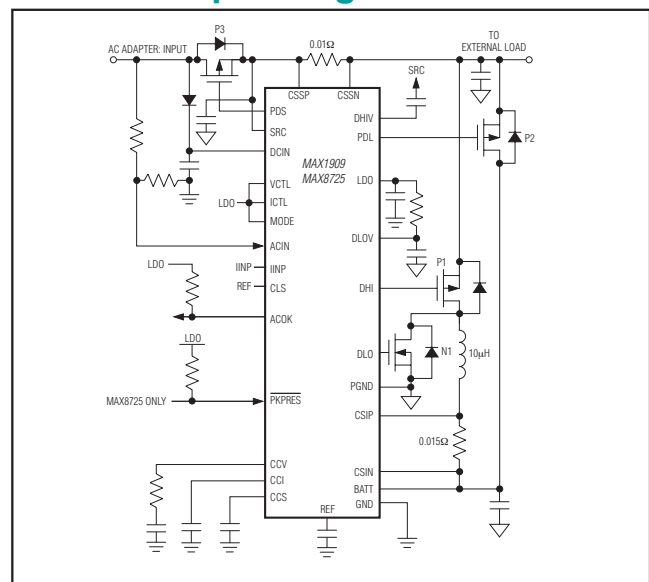 P3
AC ADAPTER: INPUT
0.01Ω
TO
EXTERNAL LOAD
CSSP
CSSN
SRC
PDS
SRC
DCIN
VCTL
LDO
ICTL
MODE
ACIN
LDO
IINP
IINP
REF
CLS
ACOK
LDO
MAX8725 ONLY
PKPRES
CCV
CCI
CCS
REF
MAX1909
MAX8725
DHIV
PDL
P2
LDO
DLOV
P1
DHI
DLO
N1
10µH
PGND
CSIP
0.015Ω
CSIN
BATT
GND